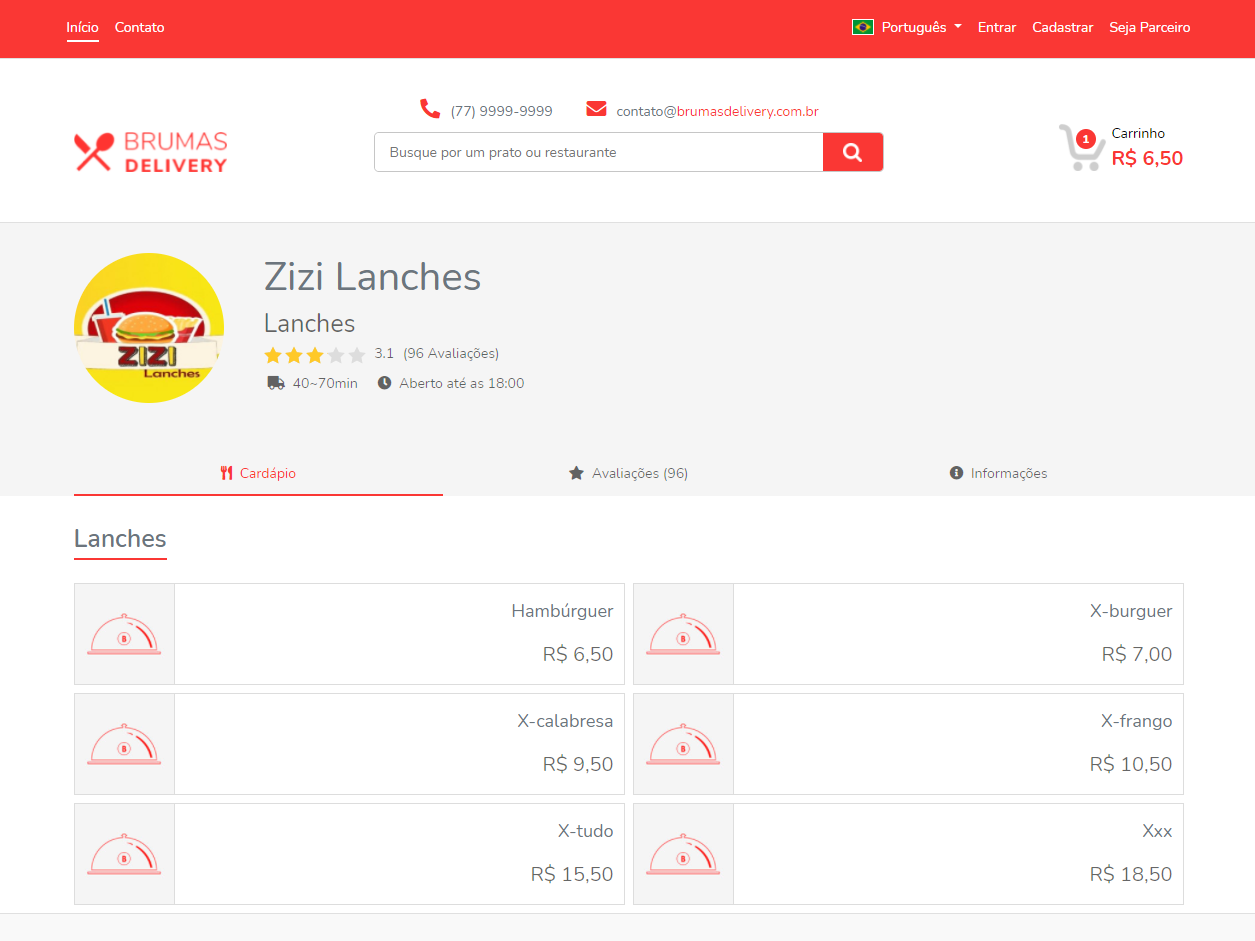 Início Contato Português Entrar Cadastrar Seja Parceiro
(77) 9999-9999 contato@brumasdelivery.com.br
BRUMAS
DELIVERY
Busque por um prato ou restaurante
1
Carrinho
R$ 6,50
ZIZI
Lanches
Zizi Lanches
Lanches
3.1 (96 Avaliações)
40~70min Aberto até as 18:00
Cardápio Avaliações (96) Informações
Lanches
B
Hambúrguer
R$ 6,50
B
X-burguer
R$ 7,00
B
X-calabresa
R$ 9,50
B
X-frango
R$ 10,50
B
X-tudo
R$ 15,50
B
Xxx
R$ 18,50